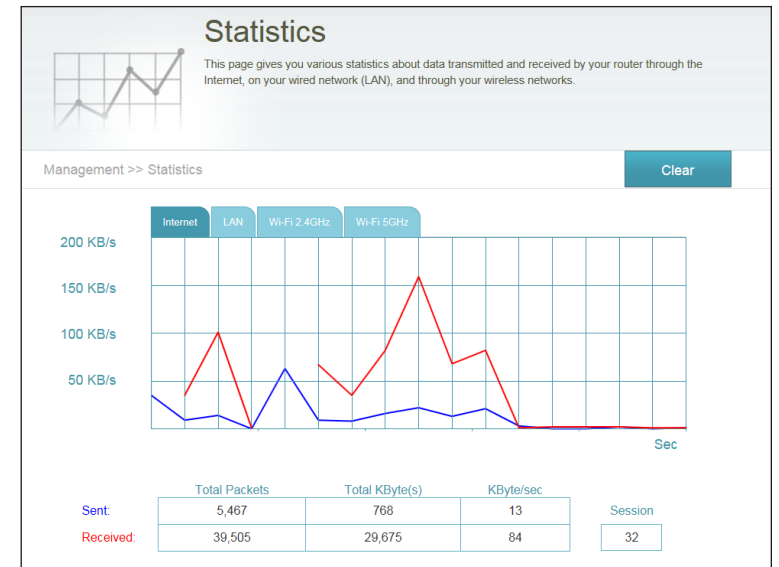 Statistics
This page gives you various statistics about data transmitted and received by your router through the
Internet, on your wired network (LAN), and through your wireless networks.
Management >> Statistics
Clear
Internet LAN Wi-Fi 2.4GHz Wi-Fi 5GHz
200 KB/s
150 KB/s
100 KB/s
50 KB/s
Sec
Total Packets Total KByte(s) KByte/sec
Sent: 5,467 768 13 Session
Received: 39,505 29,675 84 32